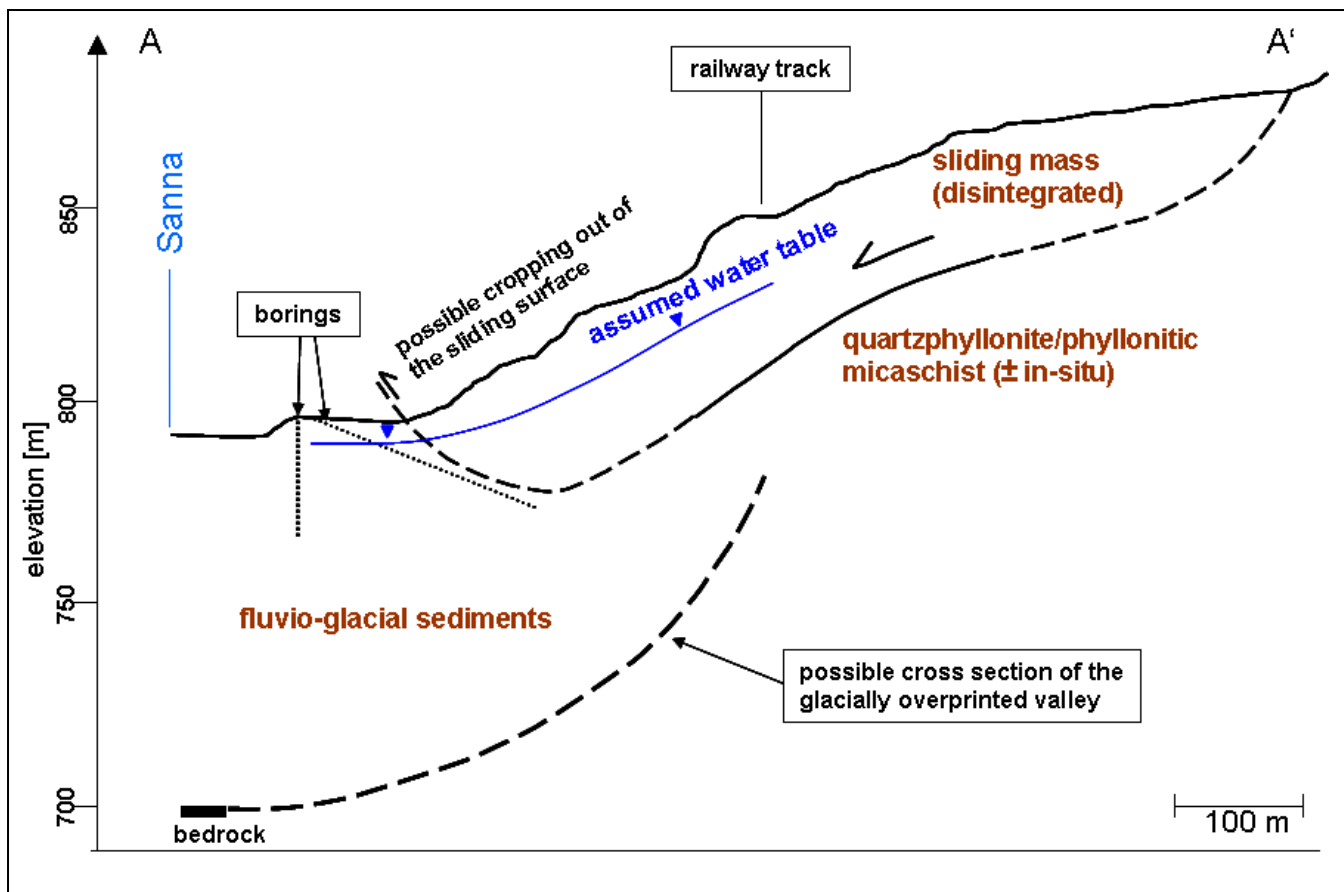 A
A‘
railway track
Sanna
sliding mass
(disintegrated)
850
possible cropping out of
the sliding surface
assumed water table
borings
quartzphyllonite/phyllonitic
micaschist (± in-situ)
800
elevation [m]
750
fluvio-glacial sediments
possible cross section of the
glacially overprinted valley
700
bedrock
100 m